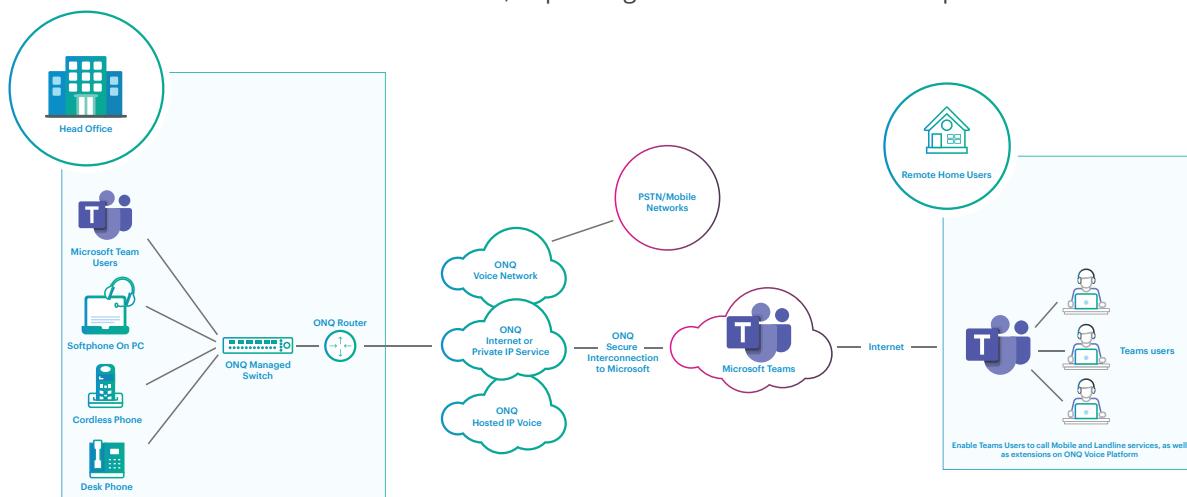 Head Office
Microsoft Team
Users
Softphone On PC
Cordless Phone
Desk Phone
ONQ Managed
Switch
ONQ Router
ONQ
Voice Network
ONQ
Internet or
Private IP Service
ONQ
Hosted IP Voice
PSTN/Mobile
Networks
ONQ
Secure
Interconnection
to Microsoft
T
Microsoft Teams
Internet
Remote Home Users
T
Teams users
Enable Teams Users to call Mobile and Landline services, as well
as extensions on ONQ Voice Platform
T